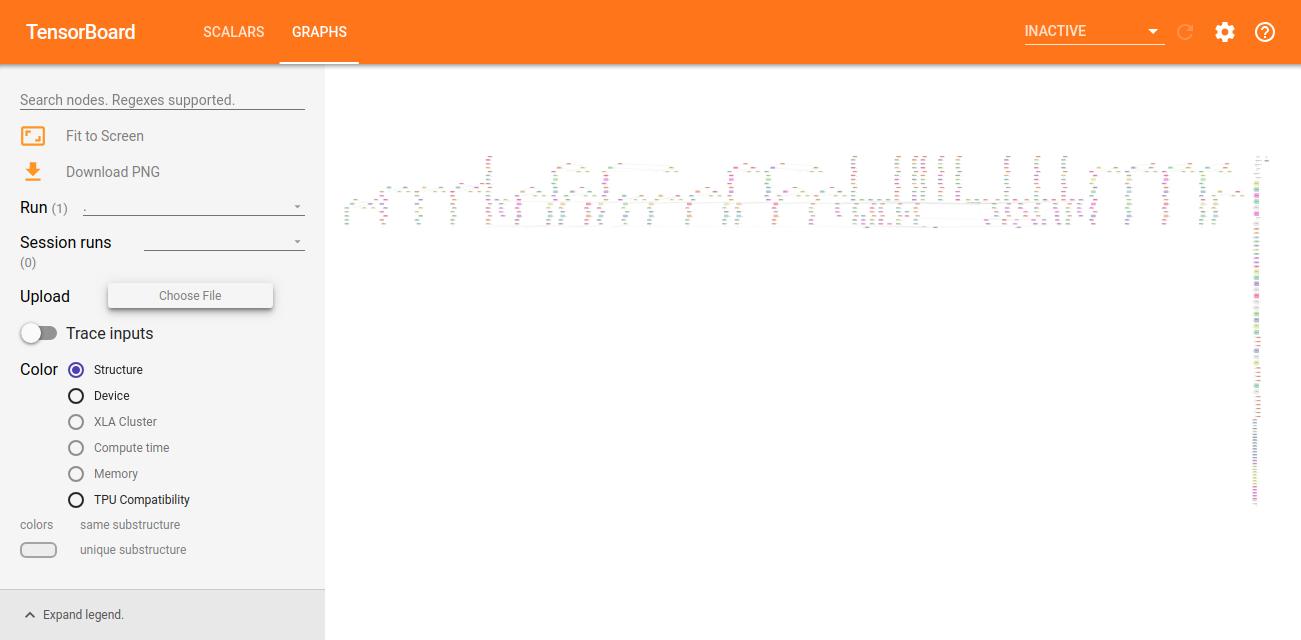 TensorBoard SCALARS GRAPHS INACTIVE
Search nodes. Regexes supported.
Fit to Screen
Download PNG
Run (1) .
Session runs
(0)
Upload Choose File
Trace inputs
Color Structure
Device
XLA Cluster
Compute time
Memory
TPU Compatibility
colors same substructure
unique substructure
Expand legend.